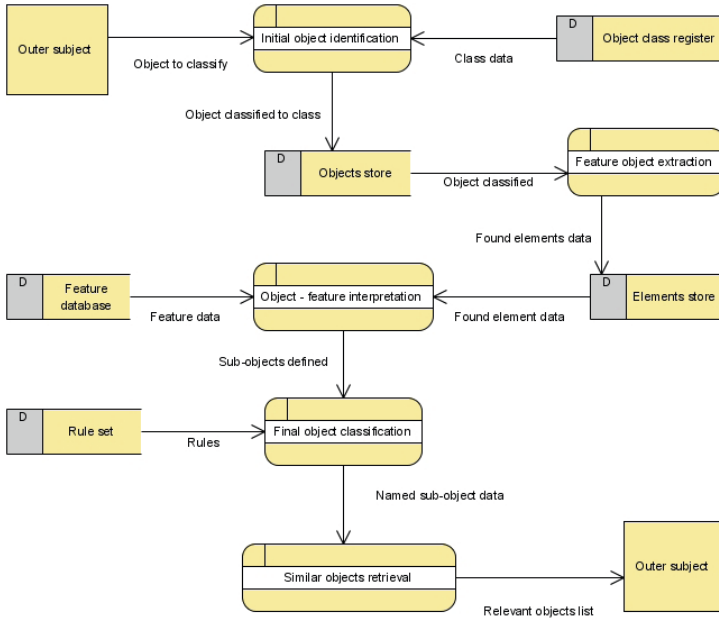 Outer subject
Object to classify
Initial object identification
Class data
D
Object class register
Object classified to class
D
Objects store
Object classified
Feature object extraction
Found elements data
D
Feature
database
Feature data
Object - feature interpretation
Found element data
D
Elements store
Sub-objects defined
D
Rule set
Rules
Final object classification
Named sub-object data
Similar objects retrieval
Relevant objects list
Outer subject